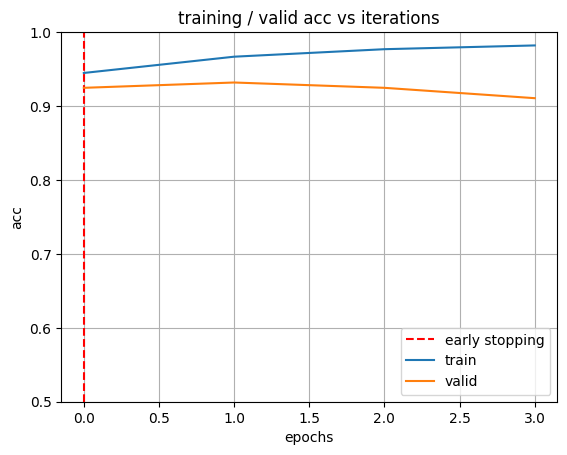 training / valid acc vs iterations
1.0
0.9
0.8
0.7
0.6
0.5
acc
early stopping
train
valid
0.0 0.5 1.0 1.5 2.0 2.5 3.0
epochs